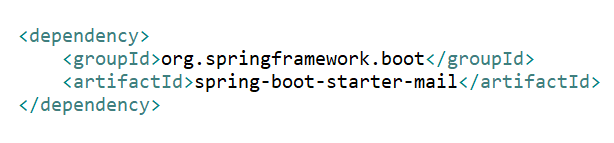 <dependency>
    <groupId>org.springframework.boot</groupId>
    <artifactId>spring-boot-starter-mail</artifactId>
</dependency>